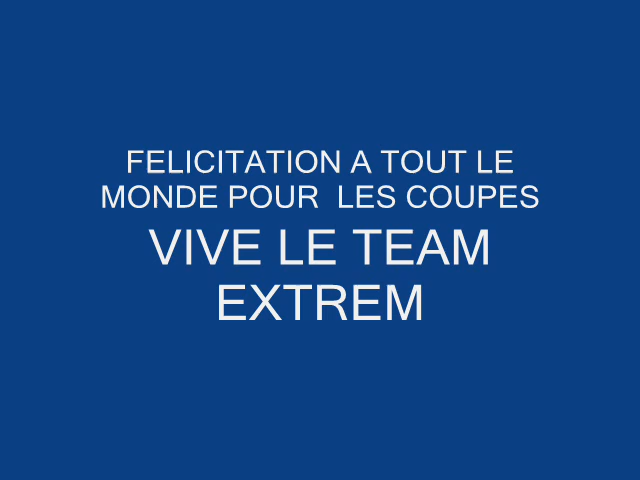 FELICITATION A TOUT LE
MONDE POUR  LES COUPES
VIVE LE TEAM
EXTREM